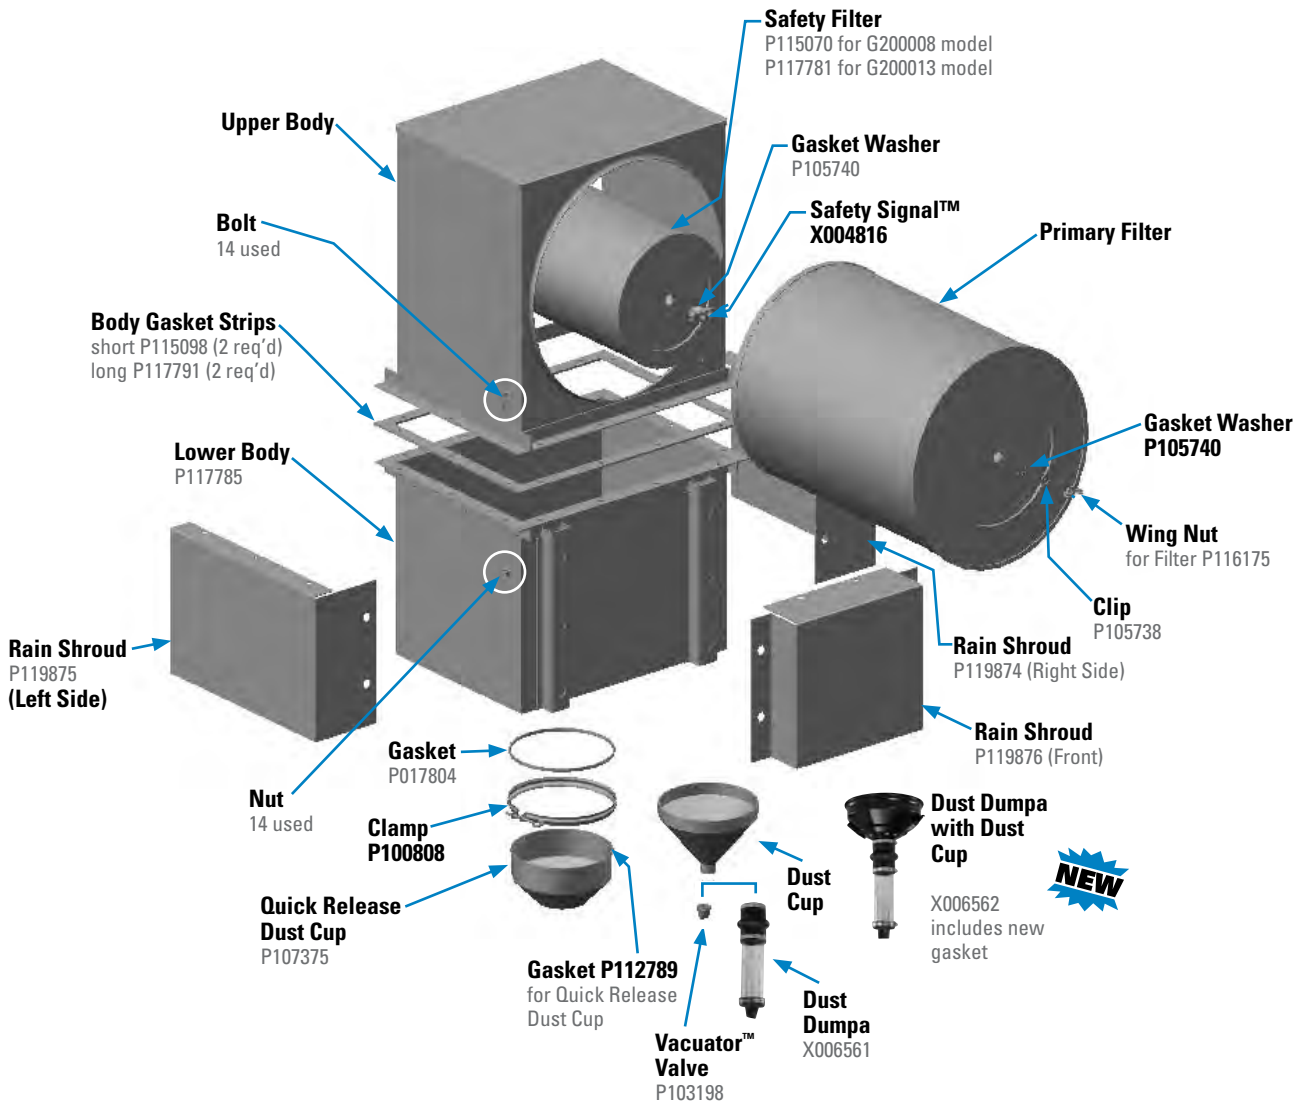 Safety Filter
P115070 for G200008 model
P117781 for G200013 model
Upper Body
Gasket Washer
P105740
Safety Signal™
X004816
Bolt
14 used
Primary Filter
Body Gasket Strips
short P115098 (2 req'd)
long P117791 (2 req'd)
Gasket Washer
P105740
Lower Body
P117785
Wing Nut
for Filter P116175
Clip
P105738
Rain Shroud
P119875
(Left Side)
Rain Shroud
P119874 (Right Side)
Rain Shroud
P119876 (Front)
Gasket
P017804
Nut
14 used
Clamp
P100808
Dust Dumpa
with Dust
Cup
X006562
includes new
gasket
NEW
Dust
Cup
Quick Release
Dust Cup
P107375
Gasket P112789
for Quick Release
Dust Cup
Dust
Dumpa
X006561
Vacuator™
Valve
P103198